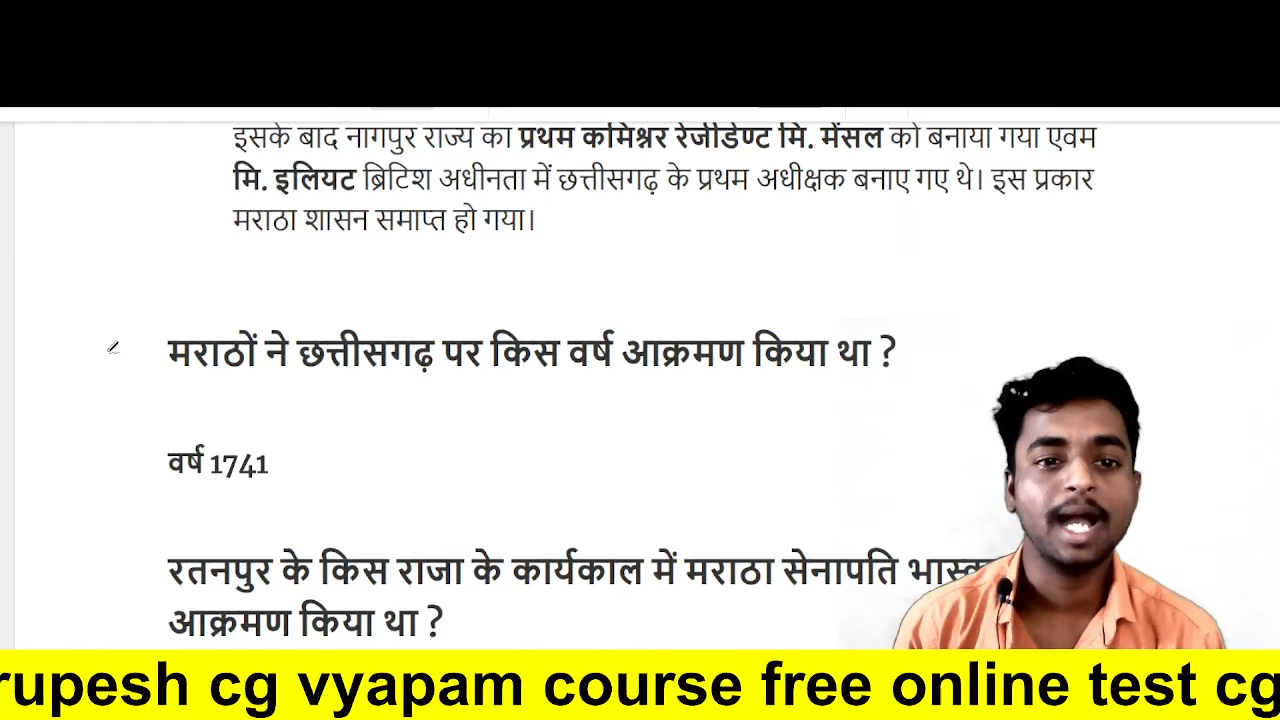 इसके बाद नागपुर राज्य का प्रथम कमिश्नर रेजीडेण्ट मि. मेंसल को बनाया गया एवम
मि. इलियट ब्रिटिश अधीनता में छत्तीसगढ़ के प्रथम अधीक्षक बनाए गए थे। इस प्रकार
मराठा शासन समाप्त हो गया।
मराठों ने छत्तीसगढ़ पर किस वर्ष आक्रमण किया था ?
वर्ष 1741
रतनपुर के किस राजा के कार्यकाल में मराठा सेनापति
आक्रमण किया था ?
rupesh cg vyapam course free online test cg